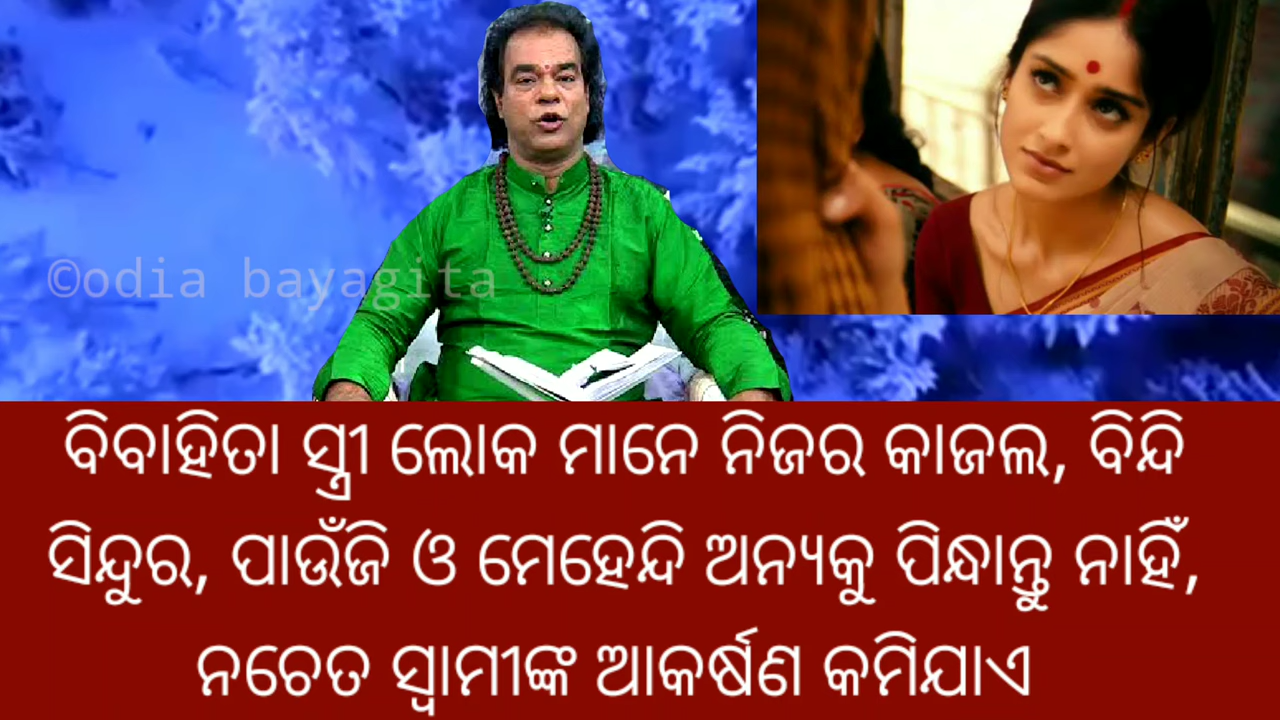 ©odia bayagita
ବିବାହିତା ସ୍ତ୍ରୀ ଲୋକ ମାନେ ନିଜର କାଜଲ, ବିନ୍ଦି
ସିନ୍ଦୁର, ପାଉଁଜି ଓ ମେହେନ୍ଦି ଅନ୍ୟକୁ ପିନ୍ଧାନ୍ତୁ ନାହିଁ,
ନଚେତ ସ୍ୱାମୀଙ୍କ ଆକର୍ଷଣ କମିଯାଏ